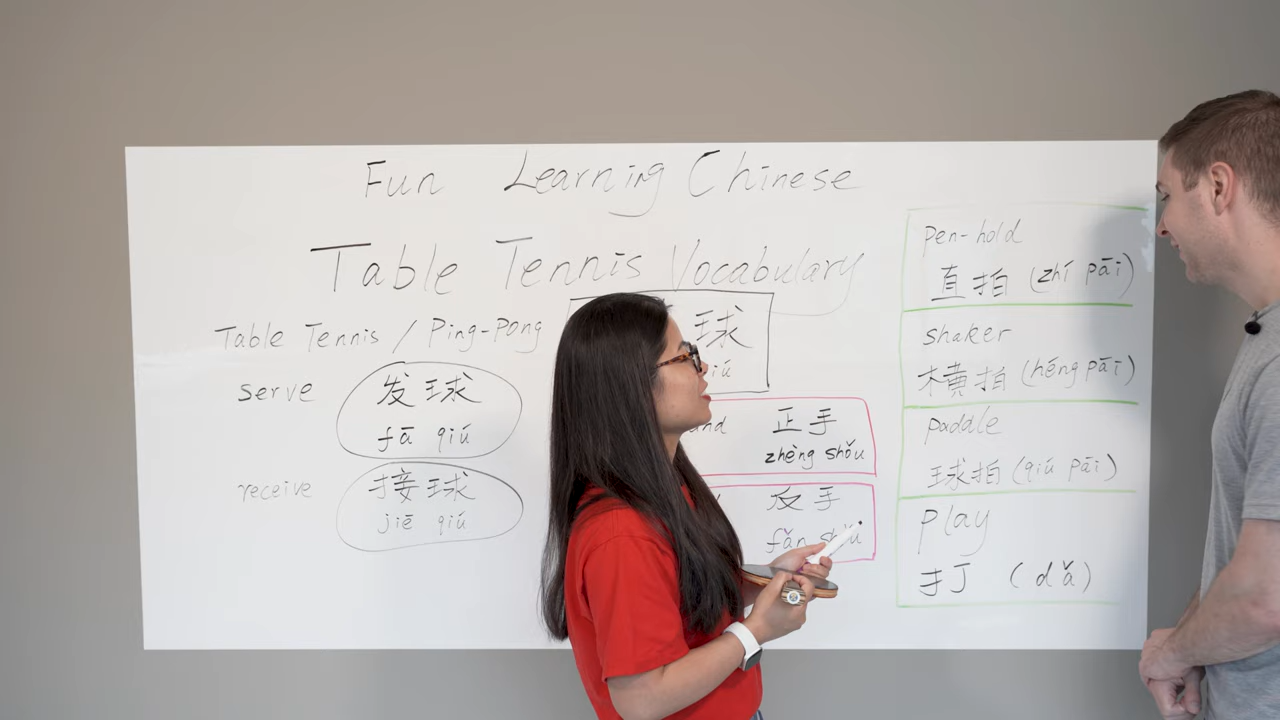 Fun Learning Chinese
Table Tennis Vocabulary
Table Tennis / Ping-Pong
球
serve
发球
fā qiú
receive
接球
jiē qiú
正手
zhèng shǒu
反手
fǎn shǒu
pen-hold
直拍 (zhí pāi)
shaker
横拍 (héng pāi)
paddle
球拍 (qiú pāi)
play
打 (dǎ)